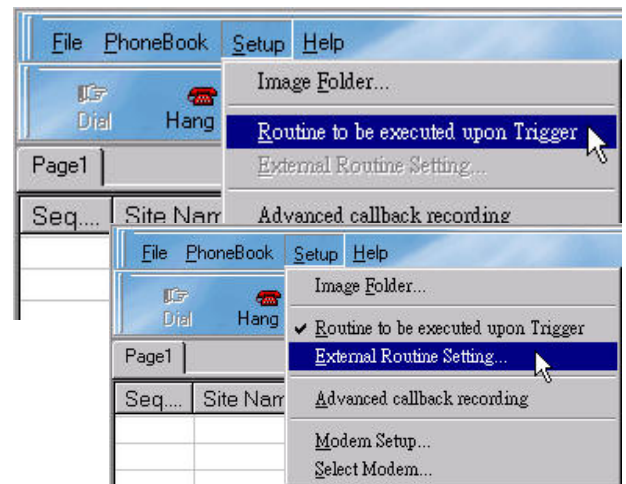 File PhoneBook Setup Help
Image Folder...
Dial Hang
Routine to be executed upon Trigger
Page1
External Routine Setting...
Seq.... Site Nam
Advanced callback recording
File PhoneBook Setup Help
Image Folder...
Dial Hang
Routine to be executed upon Trigger
Page1
External Routine Setting...
Seq.... Site Nam
Advanced callback recording
Modem Setup...
Select Modem...